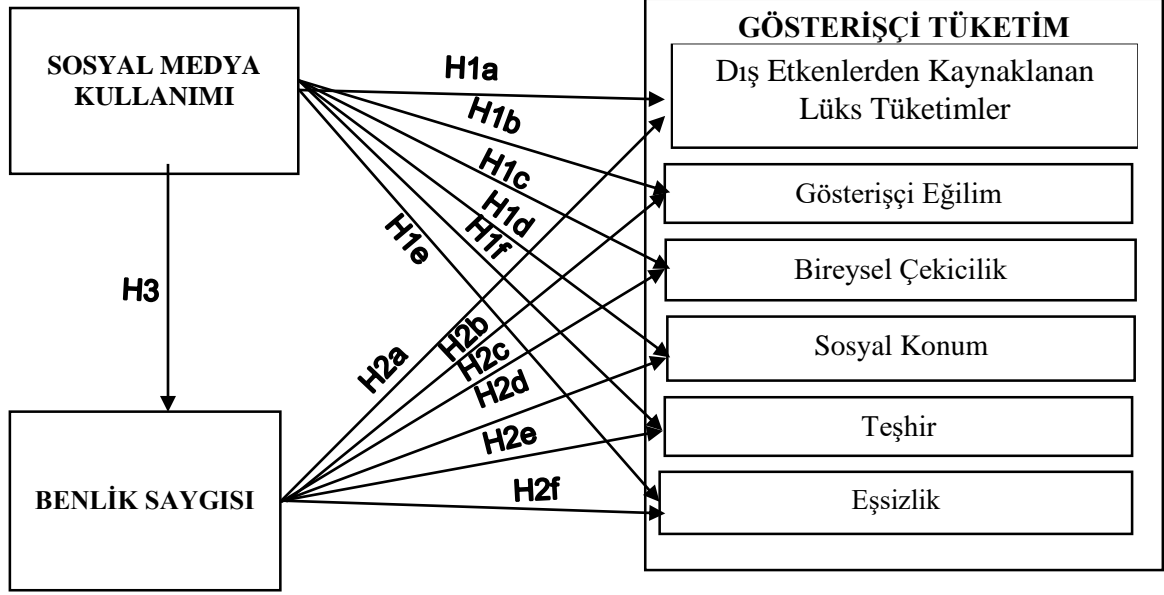 SOSYAL MEDYA
KULLANIMI
GÖSTERİŞÇİ TÜKETİM
Dış Etkenlerden Kaynaklanan
Lüks Tüketimler
Gösterişçi Eğilim
Bireysel Çekicilik
Sosyal Konum
Teşhir
Eşsizlik
H1a
H1b
H1c
H1d
H1f
H1e
H3
H2a
H2b
H2c
H2d
H2e
H2f
BENLİK SAYGISI